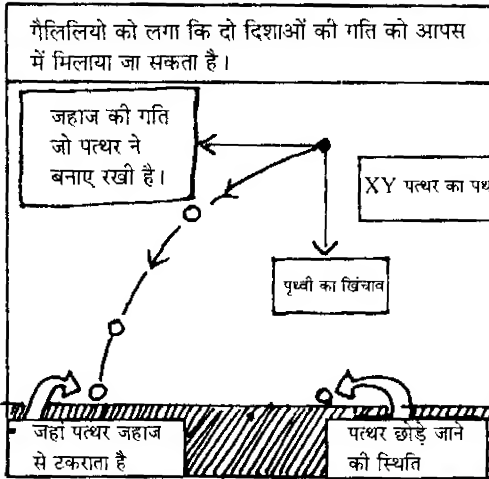 गैलिलियो को लगा कि दो दिशाओं की गति को आपस
में मिलाया जा सकता है।
जहाज की गति
जो पत्थर ने
बनाए रखी है।
XY पत्थर का पथ
पृथ्वी का खिंचाव
जहां पत्थर जहाज
से टकराता है
पत्थर छोड़े जाने
की स्थिति